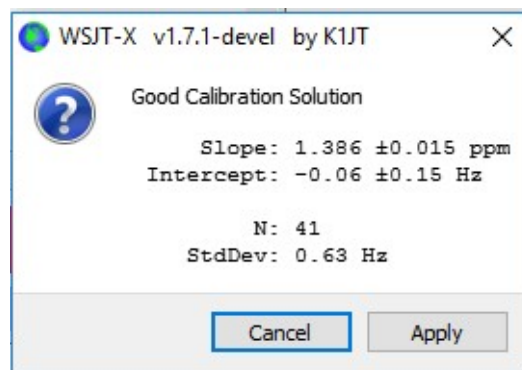 WSJT-X v1.7.1-devel by K1JT
Good Calibration Solution
Slope: 1.386 ±0.015 ppm
Intercept: -0.06 ±0.15 Hz
N: 41
StdDev: 0.63 Hz
Cancel Apply